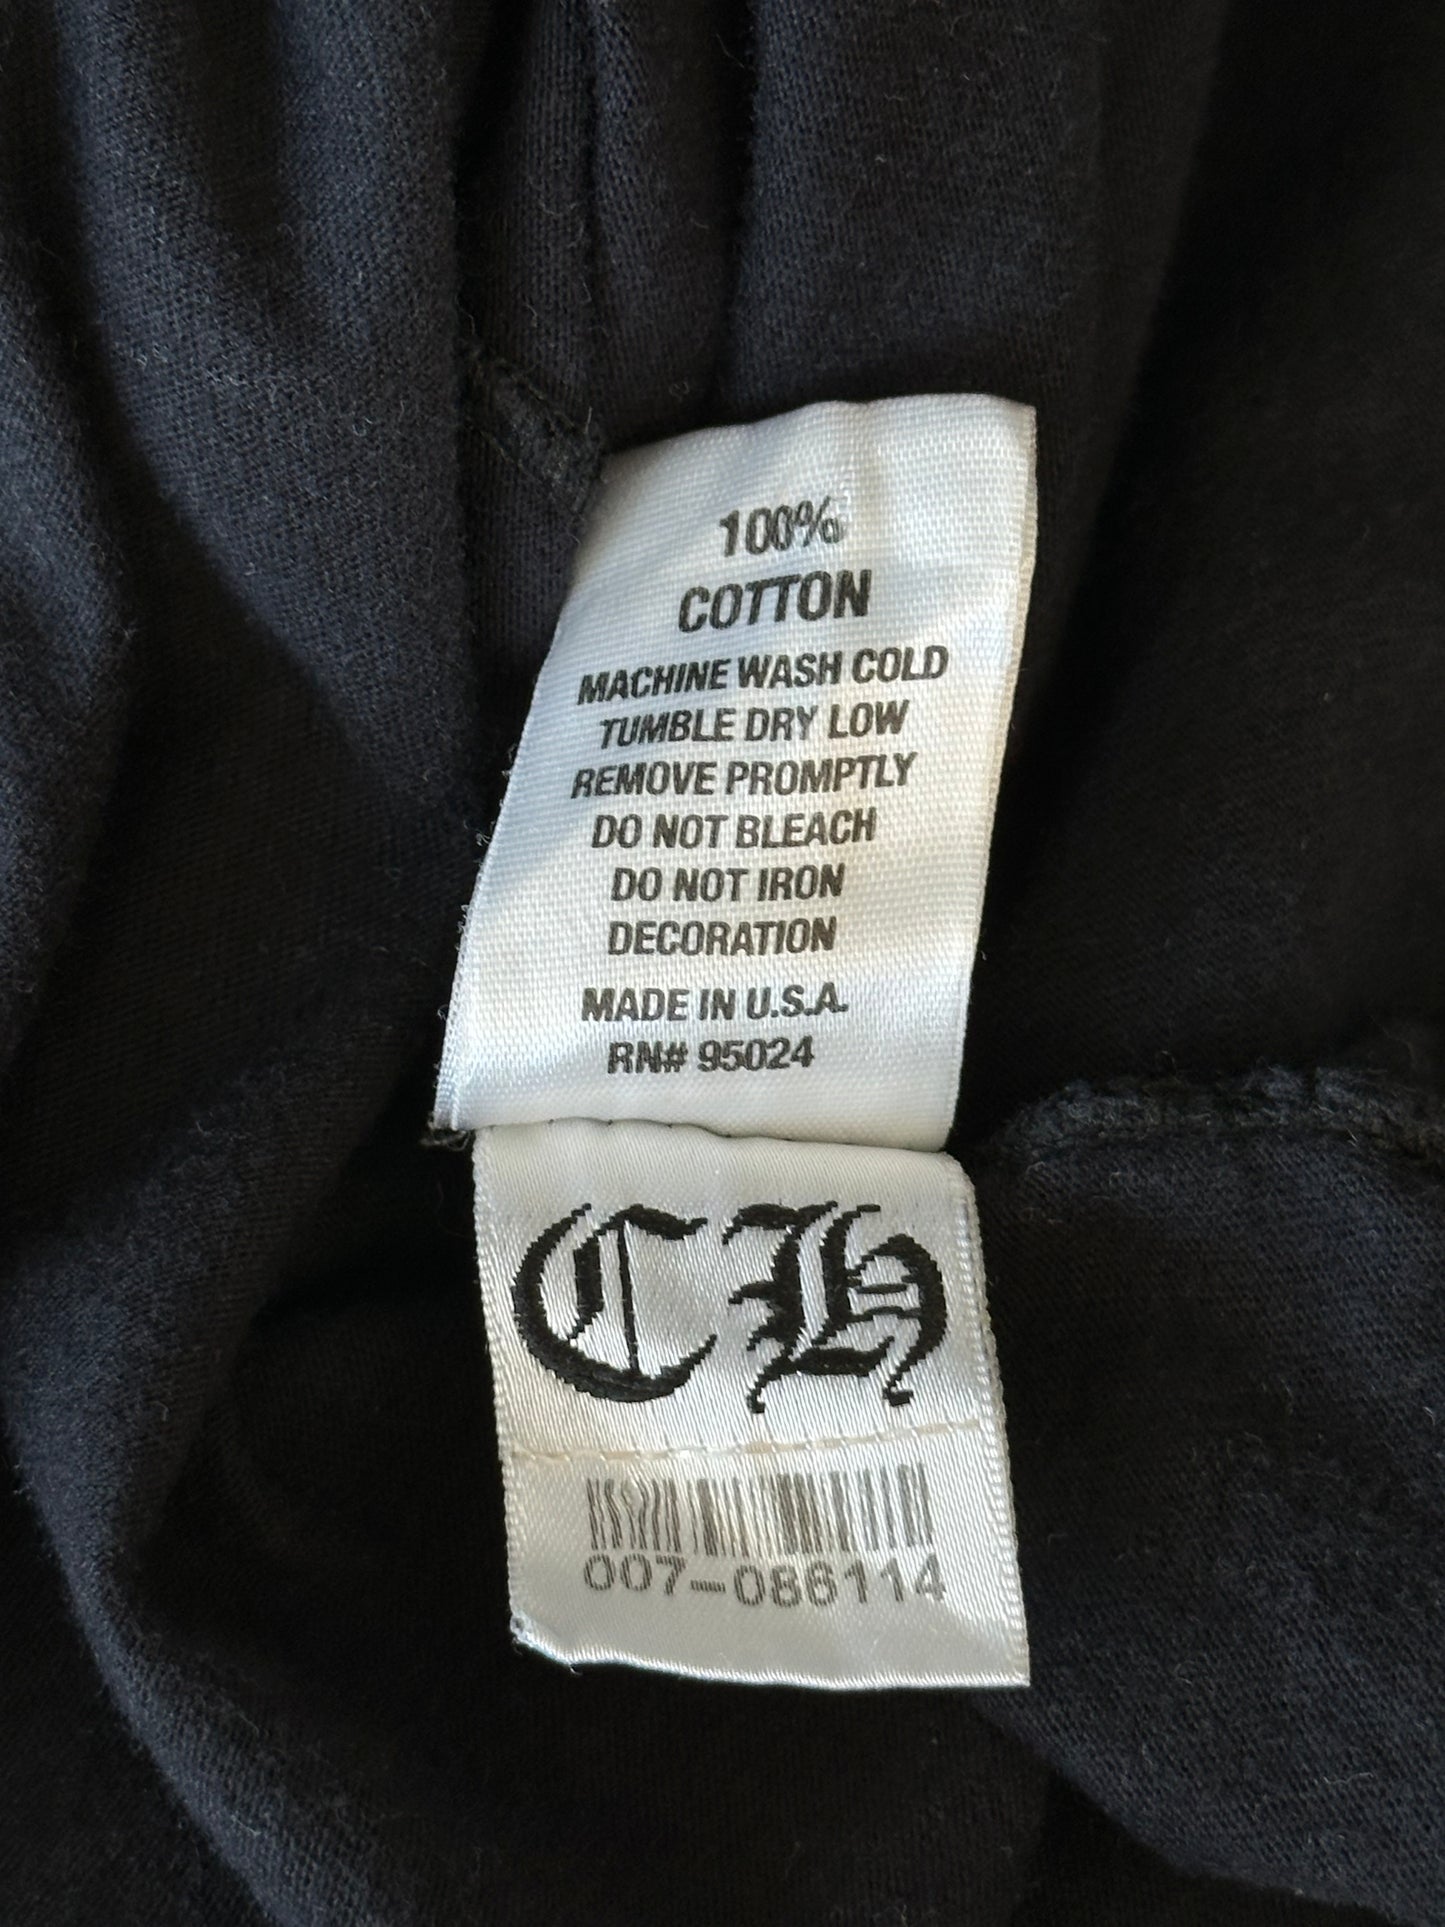 100%
COTTON
MACHINE WASH COLD
TUMBLE DRY LOW
REMOVE PROMPTLY
DO NOT BLEACH
DO NOT IRON
DECORATION
MADE IN U.S.A.
RN# 95024
CH
007-086114